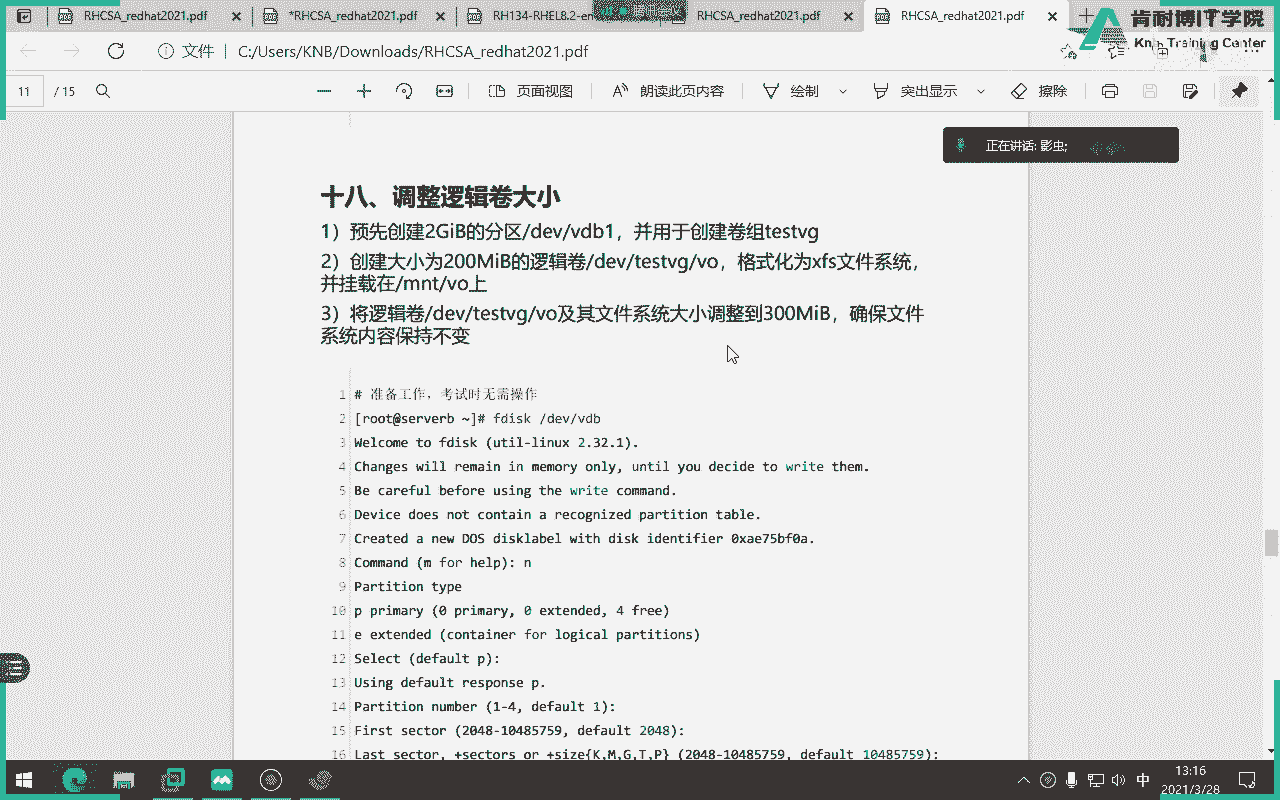 RHCSA_redhat2021.pdf
*RHCSA_redhat2021.pdf
RH134-RHEL8.2-en
RHCSA_redhat2021.pdf
RHCSA_redhat2021.pdf
肯耐博IT学院
KnB Training Center
文件
C:/Users/KNB/Downloads/RHCSA_redhat2021.pdf
11 / 15
页面视图
朗读此页内容
绘制
突出显示
擦除
正在讲话: 影虫;
十八、调整逻辑卷大小
1）预先创建2GiB的分区/dev/vdb1，并用于创建卷组testvg
2）创建大小为200MiB的逻辑卷/dev/testvg/vo，格式化为xfs文件系统，
并挂载在/mnt/vo上
3）将逻辑卷/dev/testvg/vo及其文件系统大小调整到300MiB，确保文件
系统内容保持不变
1 # 准备工作，考试时无需操作
2 [root@serverb ~]# fdisk /dev/vdb
3 Welcome to fdisk (util-linux 2.32.1).
4 Changes will remain in memory only, until you decide to write them.
5 Be careful before using the write command.
6 Device does not contain a recognized partition table.
7 Created a new DOS disklabel with disk identifier 0xae75bf0a.
8 Command (m for help): n
9 Partition type
10 p primary (0 primary, 0 extended, 4 free)
11 e extended (container for logical partitions)
12 Select (default p):
13 Using default response p.
14 Partition number (1-4, default 1):
15 First sector (2048-10485759, default 2048):
16 Last sector, +sectors or +size{K,M,G,T,P} (2048-10485759, default 10485759):
中
13:16
2021/3/28